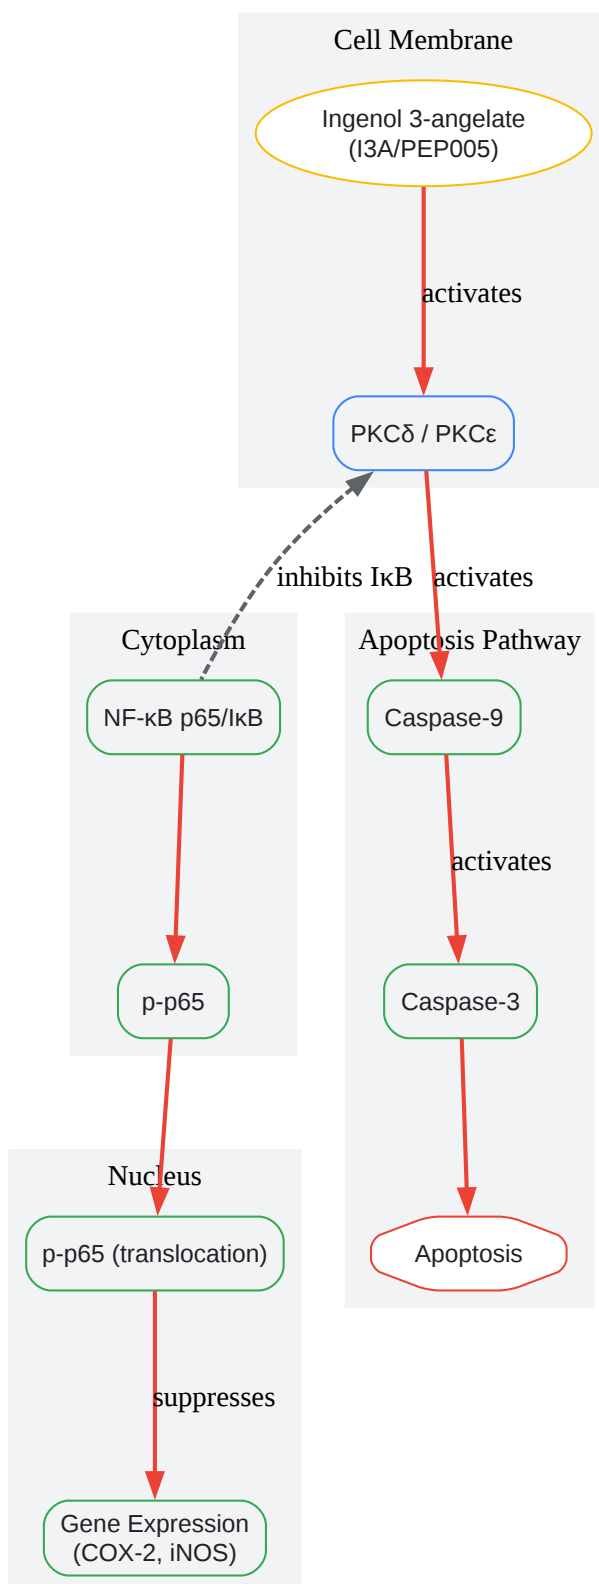 Cell Membrane
Ingenol 3-angelate
(I3A/PEP005)
activates
PKCδ / PKCε
inhibits IκB
activates
Cytoplasm
Apoptosis Pathway
NF-κB p65/IκB
Caspase-9
activates
p-p65
Caspase-3
Nucleus
p-p65 (translocation)
Apoptosis
suppresses
Gene Expression
(COX-2, iNOS)